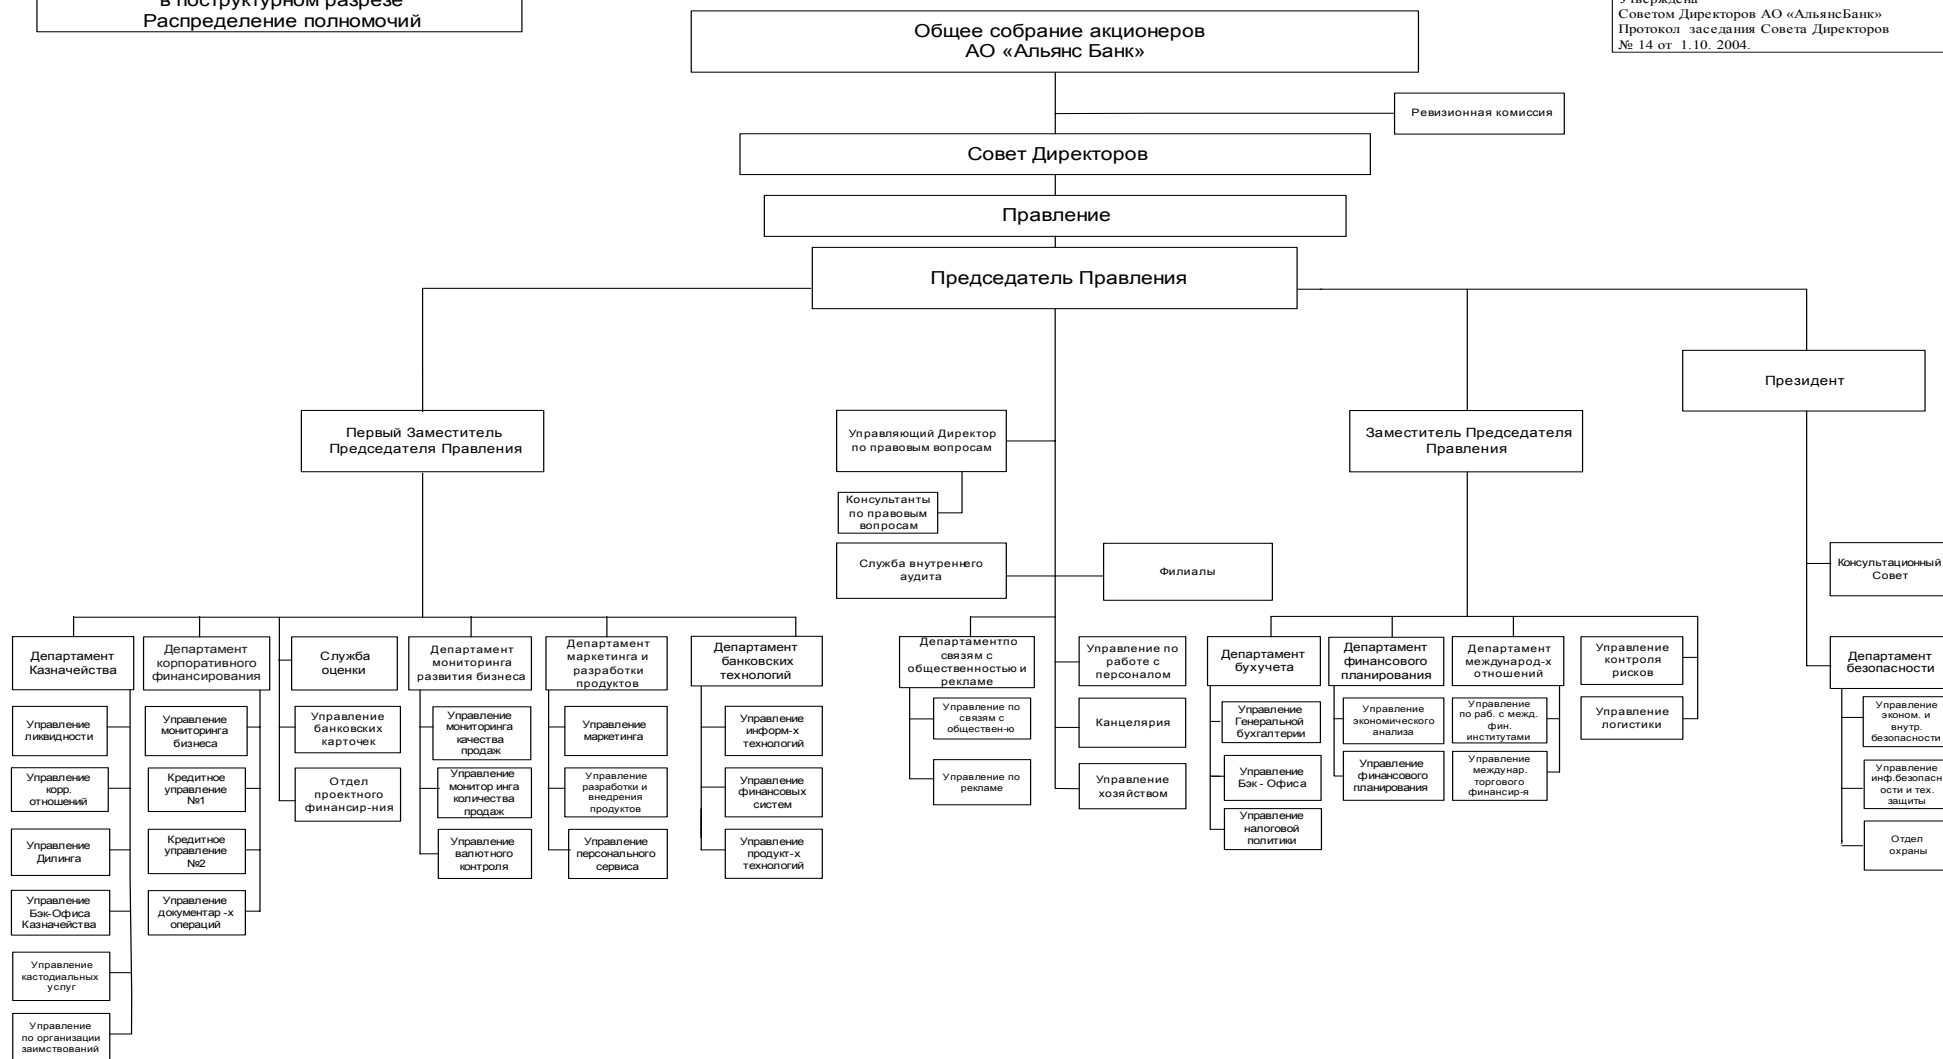 в поструктурном разрезе
Распределение полномочий
Утверждена
Советом Директоров АО «АльянсБанк»
Протокол заседания Совета Директоров
№ 14 от 1.10. 2004.
Общее собрание акционеров
АО «Альянс Банк»
Ревизионная комиссия
Совет Директоров
Правление
Председатель Правления
Президент
Первый Заместитель
Председателя Правления
Управляющий Директор
по правовым вопросам
Заместитель Председателя
Правления
Консультанты
по правовым
вопросам
Служба внутреннего
аудита
Филиалы
Консультационный
Совет
Департамент
Казначейства
Департамент
корпоративного
финансирования
Служба
оценки
Департамент
мониторинга
развития бизнеса
Департамент
маркетинга и
разработки
продуктов
Департамент
банковских
технологий
Департаментпо
связям с
общественностью и
рекламе
Управление по
работе с
персоналом
Департамент
бухучета
Департамент
финансового
планирования
Департамент
международ-х
отношений
Управление
контроля
рисков
Департамент
безопасности
Управление
ликвидности
Управление
мониторинга
бизнеса
Управление
банковских
карточек
Управление
мониторинга
качества
продаж
Управление
маркетинга
Управление
информ-х
технологий
Управление по
связям с
обществен-ю
Канцелярия
Управление
Генеральной
бухгалтерии
Управление
экономического
анализа
Управление
по раб. с межд.
фин.
институтами
Управление
логистики
Управление
эконом. и
внутр.
безопасности
Управление
корр.
отношений
Кредитное
управление
№1
Отдел
проектного
финансир-ния
Управление
монитор инга
количества
продаж
Управление
разработки и
внедрения
продуктов
Управление
финансовых
систем
Управление по
рекламе
Управление
хозяйством
Управление
Бэк - Офиса
Управление
финансового
планирования
Управление
междунар.
торгового
финансир-я
Управление
инф.безопасн
ости и тех.
защиты
Управление
Дилинга
Кредитное
управление
№2
Управление
валютного
контроля
Управление
персонального
сервиса
Управление
продукт-х
технологий
Управление
налоговой
политики
Отдел
охраны
Управление
Бэк-Офиса
Казначейства
Управление
документар -х
операций
Управление
кастодиальных
услуг
Управление
по организации
заимствований